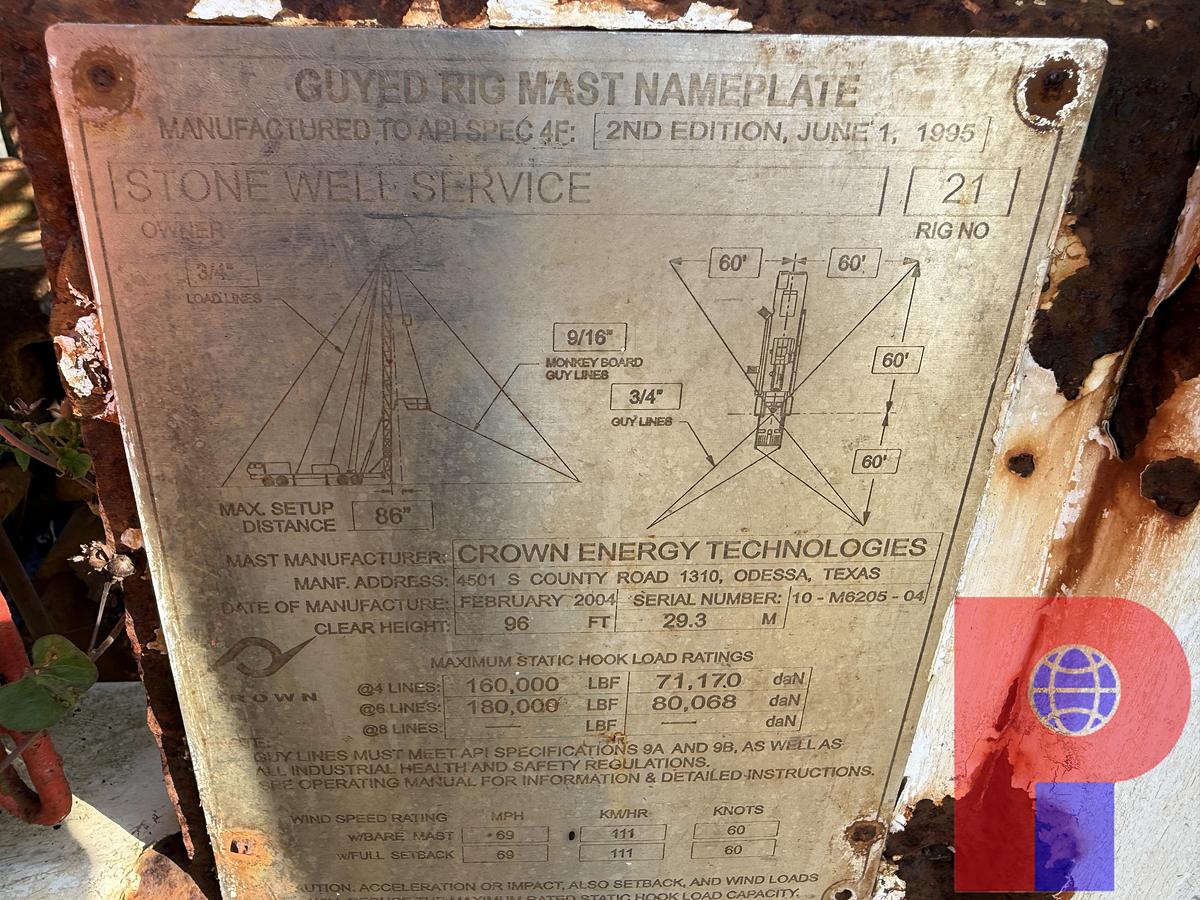 GUYED RIG MAST NAMEPLATE
MANUFACTURED TO API SPEC 4F: 2ND EDITION, JUNE 1, 1995
STONE WELL SERVICE 21
OWNER RIG NO
3/4"
LOAD LINES
60' 60'
9/16"
MONKEY BOARD
GUY LINES
60'
3/4"
GUY LINES
60'
MAX. SETUP
DISTANCE 86"
MAST MANUFACTURER: CROWN ENERGY TECHNOLOGIES
MANF. ADDRESS: 4501 S COUNTY ROAD 1310, ODESSA, TEXAS
DATE OF MANUFACTURE: FEBRUARY 2004 SERIAL NUMBER: 10 - M6205 - 04
CLEAR HEIGHT: 96 FT 29.3 M
MAXIMUM STATIC HOOK LOAD RATINGS
@4 LINES: 160,000 LBF 71,170 daN
@6 LINES: 180,000 LBF 80,068 daN
@8 LINES: — LBF — daN
GUY LINES MUST MEET API SPECIFICATIONS 9A AND 9B, AS WELL AS
ALL INDUSTRIAL HEALTH AND SAFETY REGULATIONS.
OPERATING MANUAL FOR INFORMATION & DETAILED INSTRUCTIONS.
WIND SPEED RATING MPH KM/HR KNOTS
W/BARE MAST 69 111 60
W/FULL SETBACK 69 111 60
ACCELERATION OR IMPACT, ALSO SETBACK, AND WIND LOADS
THE MAXIMUM RATED STATIC HOOK LOAD CAPACITY.